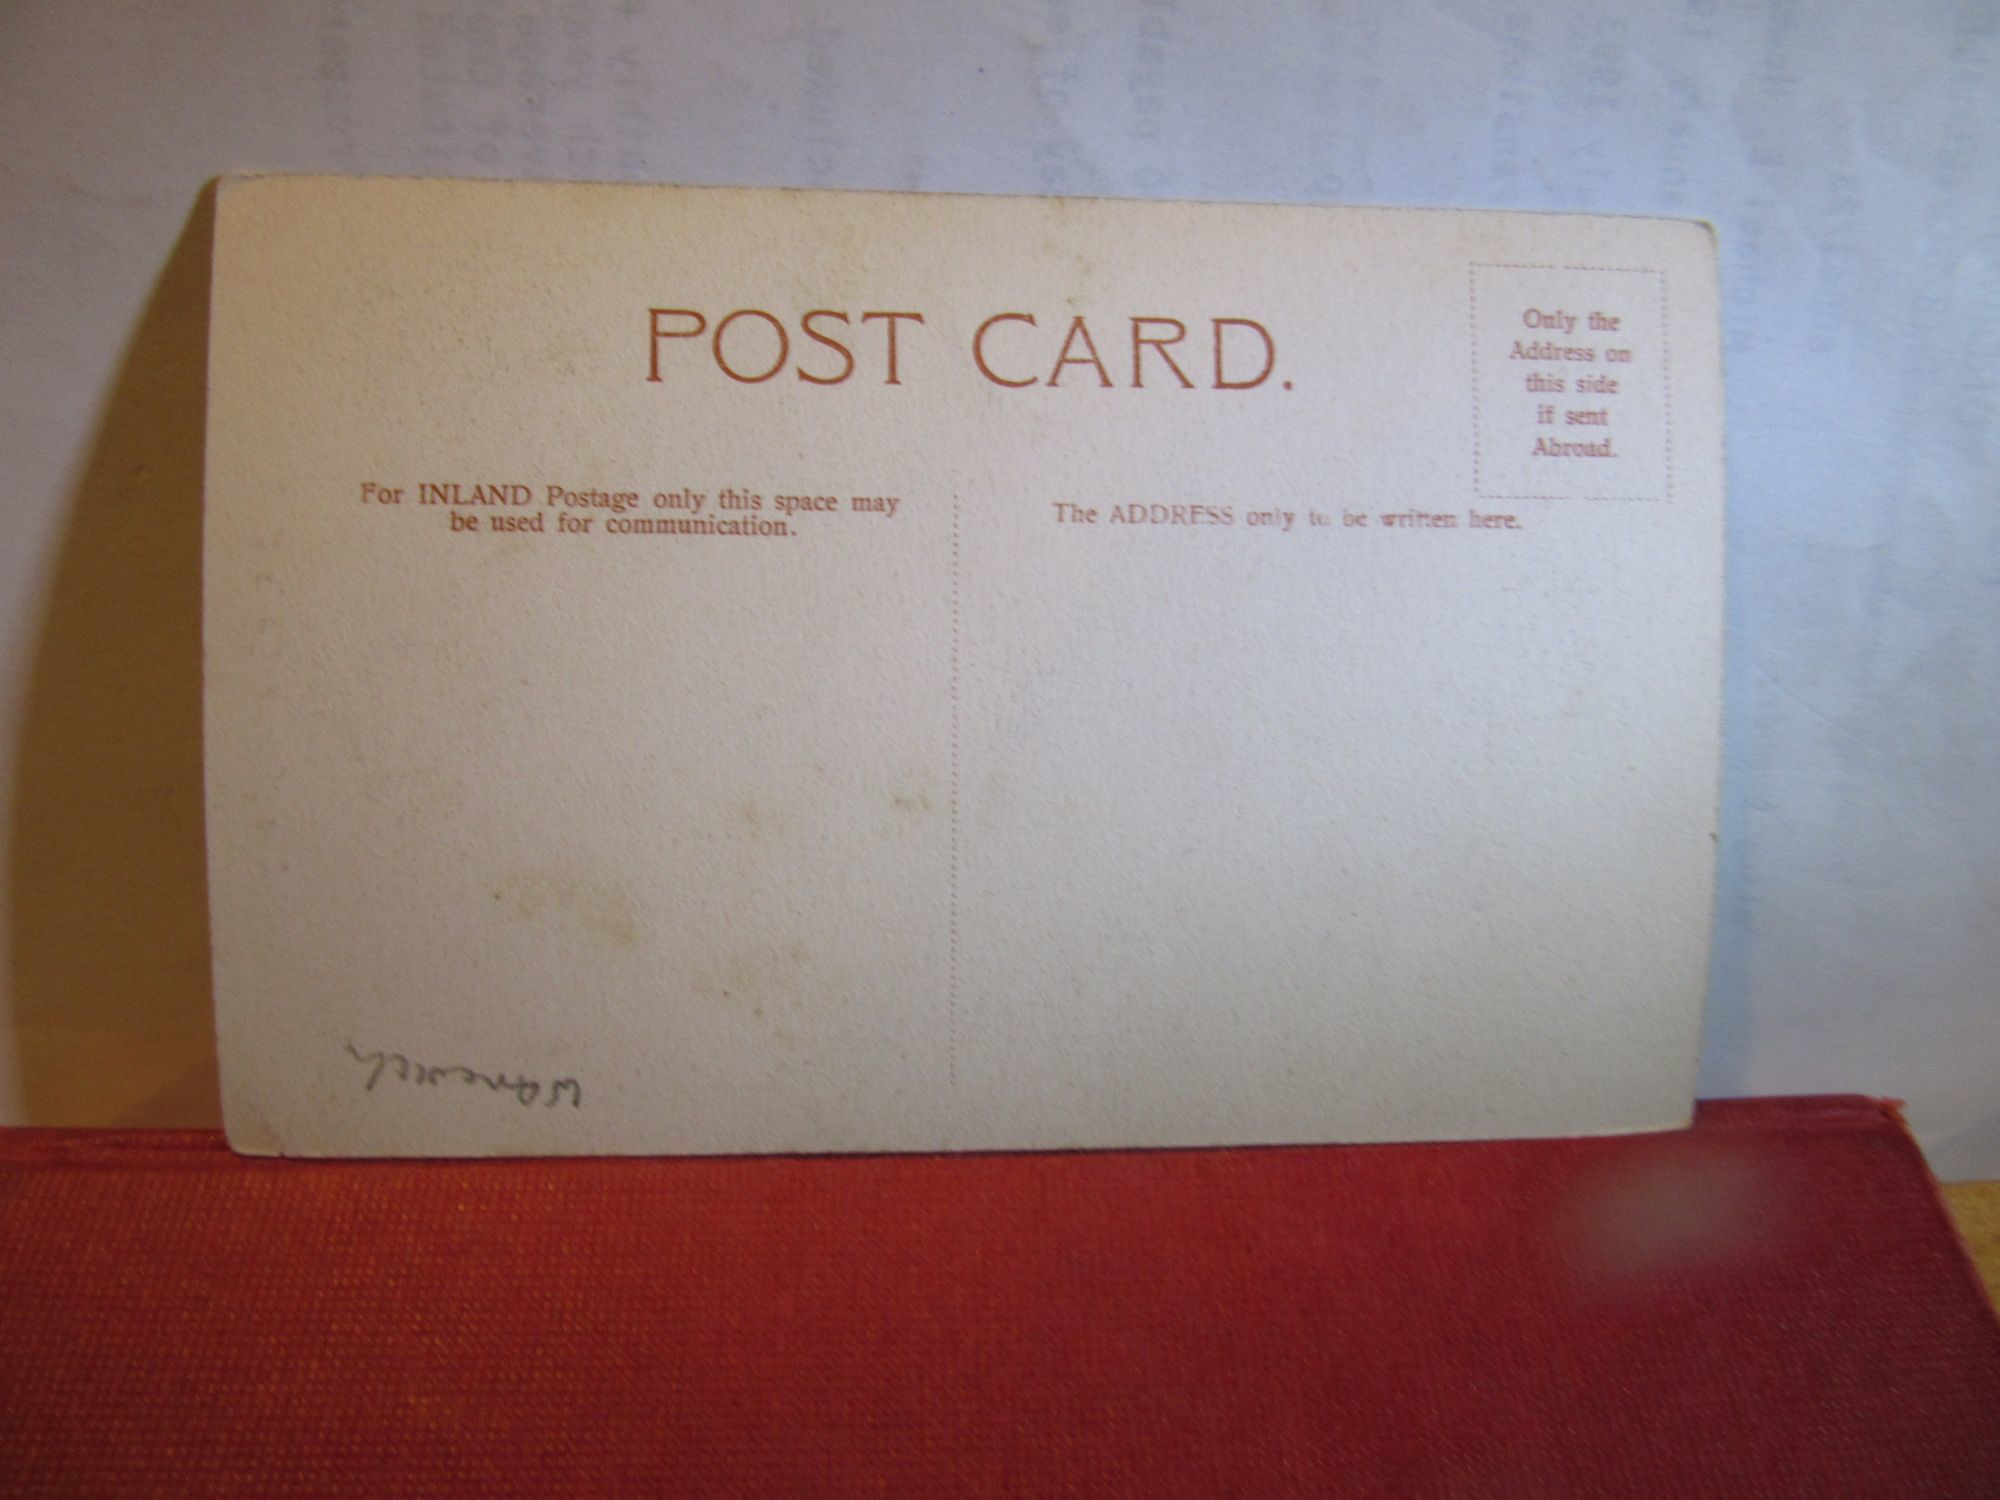 POST CARD.
Only the
Address on
this side
if sent
Abroad.
For INLAND Postage only this space may
be used for communication.
The ADDRESS only to be written here.